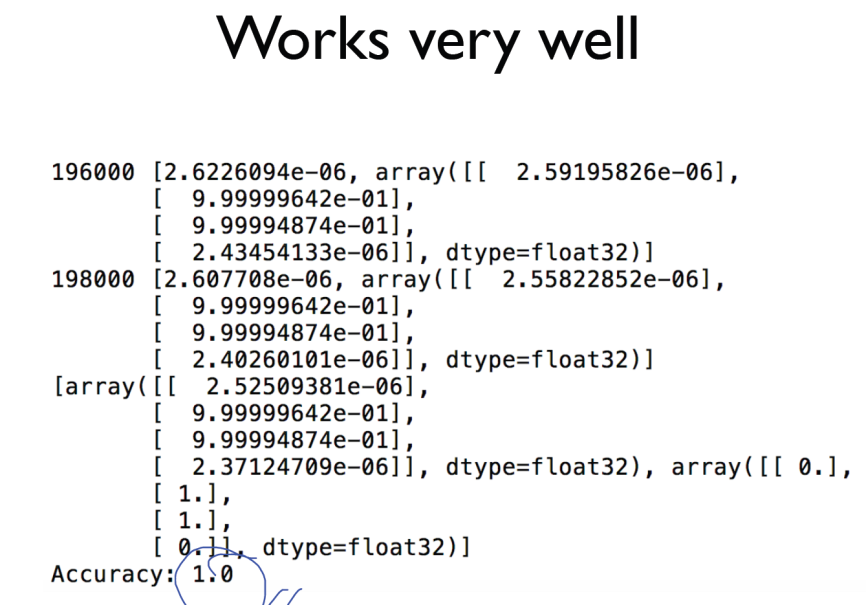 Works very well
196000 [2.6226094e-06, array([[  2.59195826e-06],
       [  9.99999642e-01],
       [  9.99994874e-01],
       [  2.43454133e-06]], dtype=float32)]
198000 [2.607708e-06, array([[  2.55822852e-06],
       [  9.99999642e-01],
       [  9.99994874e-01],
       [  2.40260101e-06]], dtype=float32)]
[array([[  2.52509381e-06],
       [  9.99999642e-01],
       [  9.99994874e-01],
       [  2.37124709e-06]], dtype=float32), array([[ 0.],
       [ 1.],
       [ 1.],
       [ 0.]], dtype=float32)]
Accuracy: 1.0